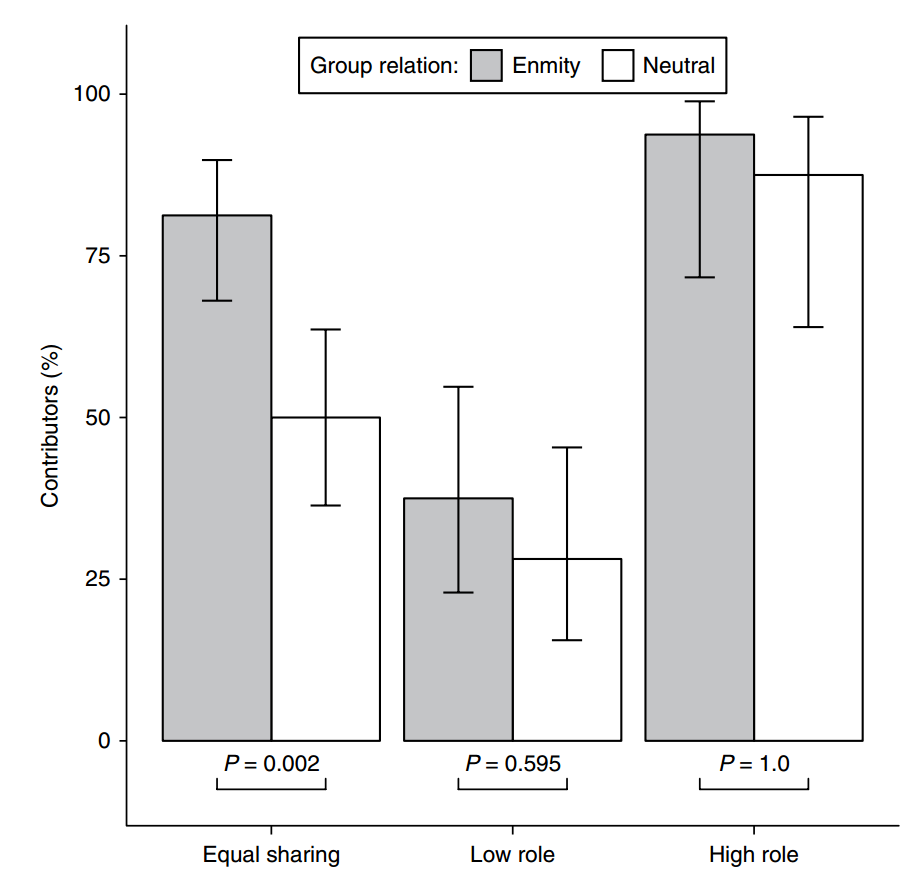 Group relation: Enmity Neutral
100
75
50
25
0
Contributors (%)
P = 0.002 P = 0.595 P = 1.0
Equal sharing Low role High role